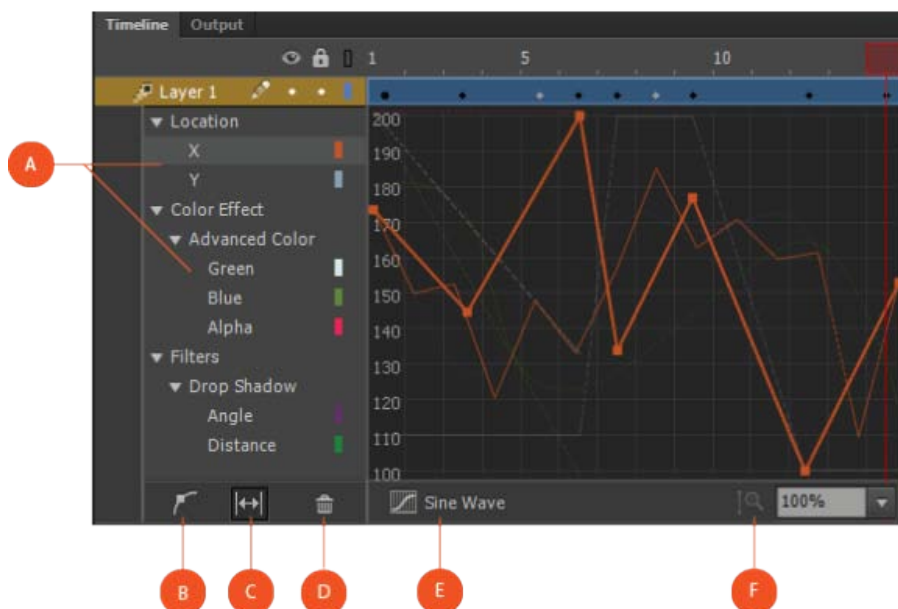 Timeline Output
1 5 10
Layer 1
Location
X
Y
Color Effect
Advanced Color
Green
Blue
Alpha
Filters
Drop Shadow
Angle
Distance
200
190
180
170
160
150
140
130
120
110
100
Sine Wave
100%
A
B
C
D
E
F